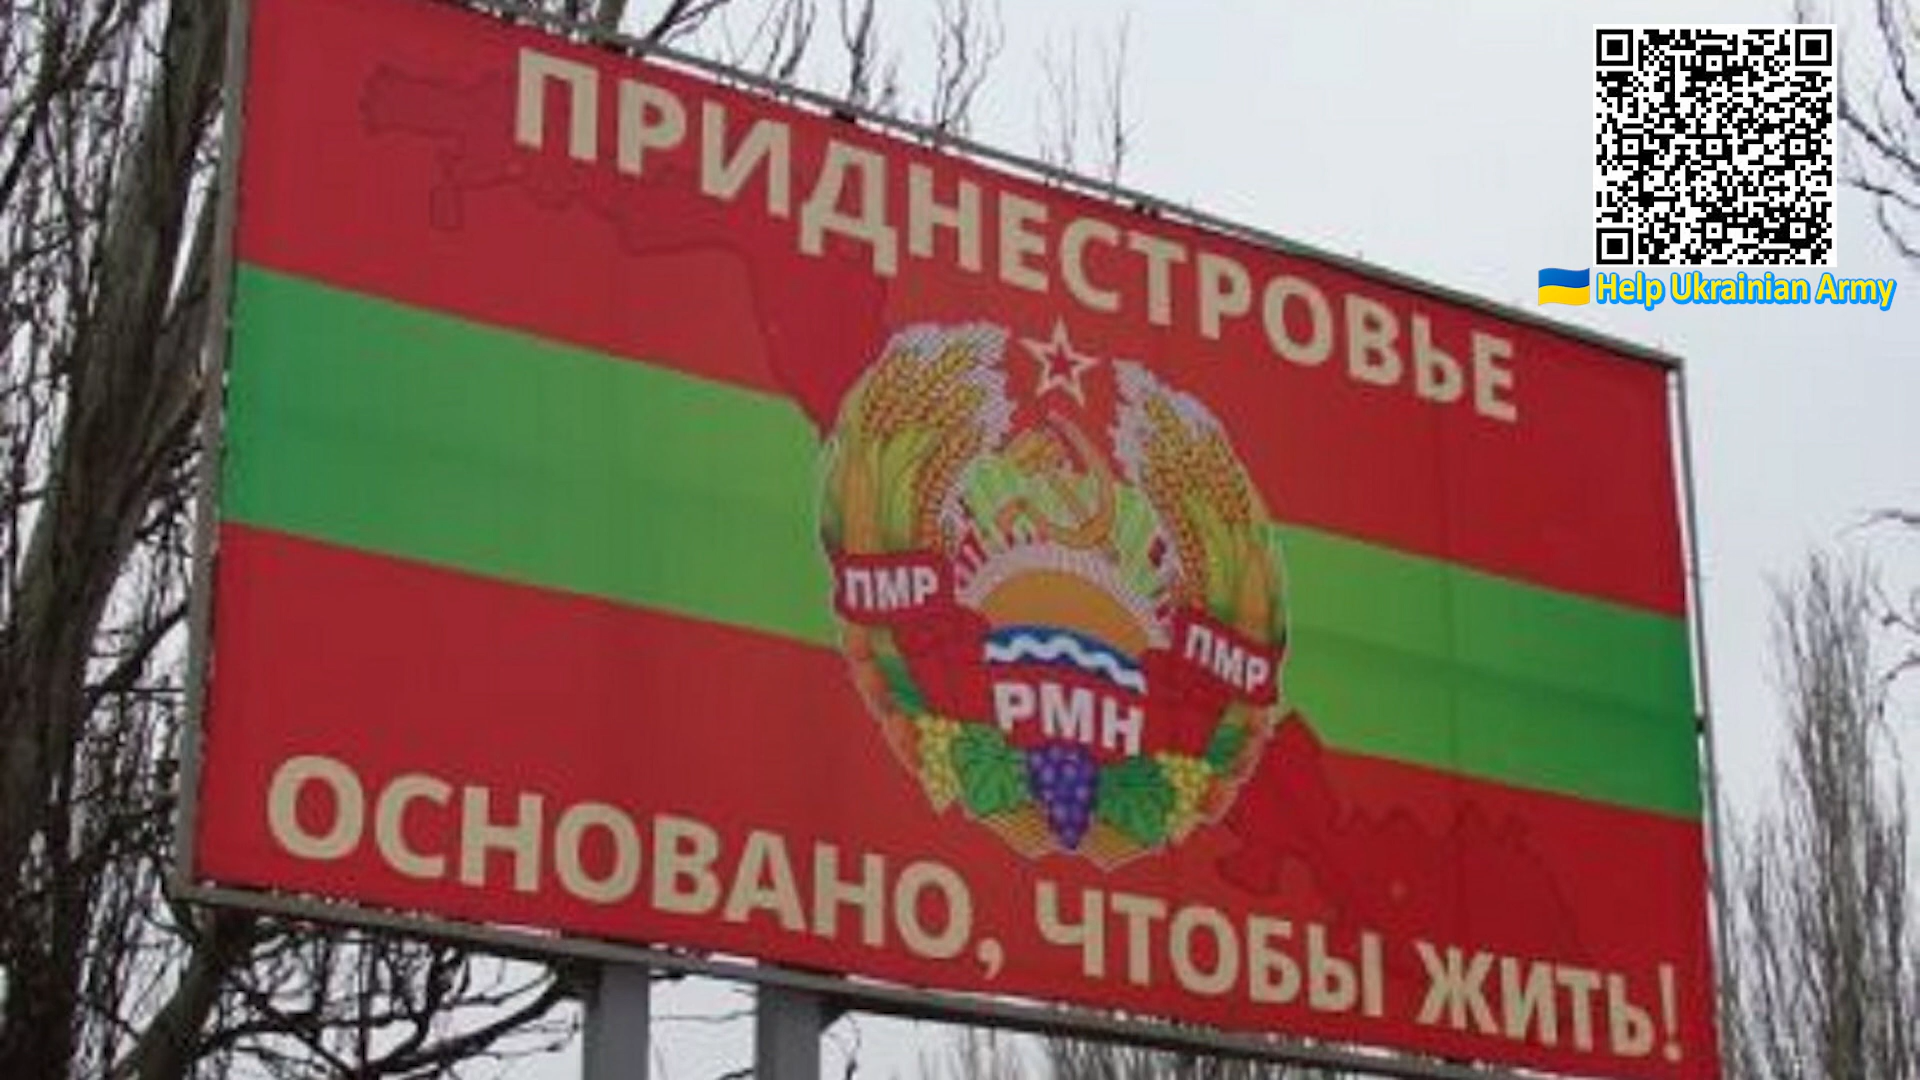 ПРИДНЕСТРОВЬЕ
Help Ukrainian Army
ПМР
ПМР
РМН
ОСНОВАНО, ЧТОБЫ ЖИТЬ!